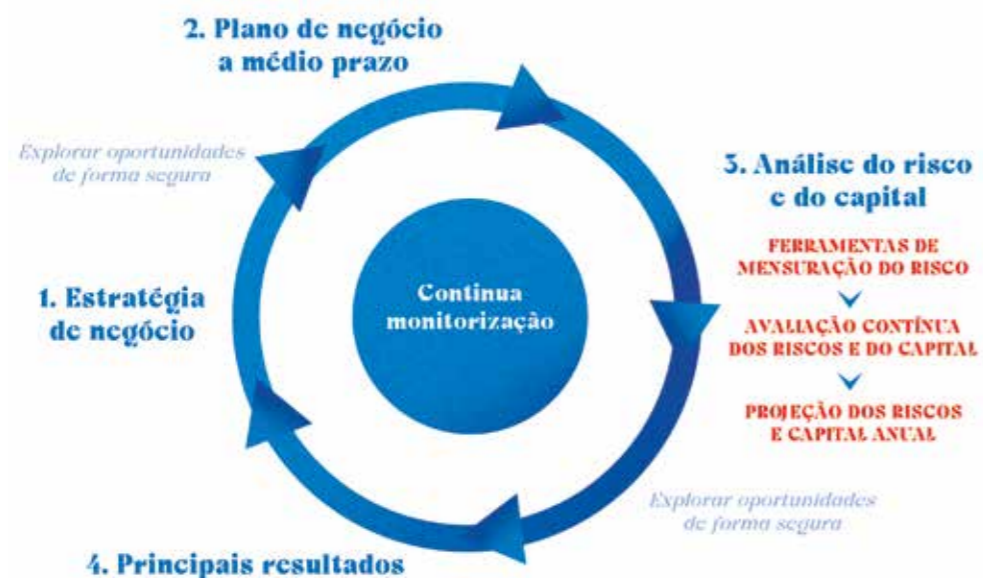 2. Plano de negócio
a médio prazo
Explorar oportunidades
de forma segura
3. Análise do risco
e do capital
FERRAMENTAS DE
MENSURAÇÃO DO RISCO
1. Estratégia
de negócio
Continua
monitorização
AVALIAÇÃO CONTÍNUA
DOS RISCOS E DO CAPITAL
PROJEÇÃO DOS RISCOS
E CAPITAL ANUAL
Explorar oportunidades
de forma segura
4. Principais resultados